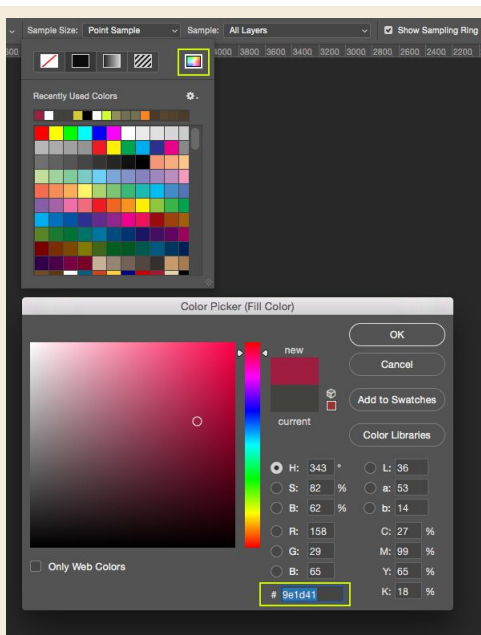 Sample Size: Point Sample Sample: All Layers Show Sampling Ring
4000 3800 3600 3400 3200 3000 2800 2600 2400 2200
Recently Used Colors
Color Picker (Fill Color)
new
current
OK
Cancel
Add to Swatches
Color Libraries
H: 343 ° L: 36
S: 82 % a: 53
B: 62 % b: 14
R: 158 C: 27 %
G: 29 M: 99 %
B: 65 Y: 65 %
Only Web Colors
# 9e1d41 K: 18 %